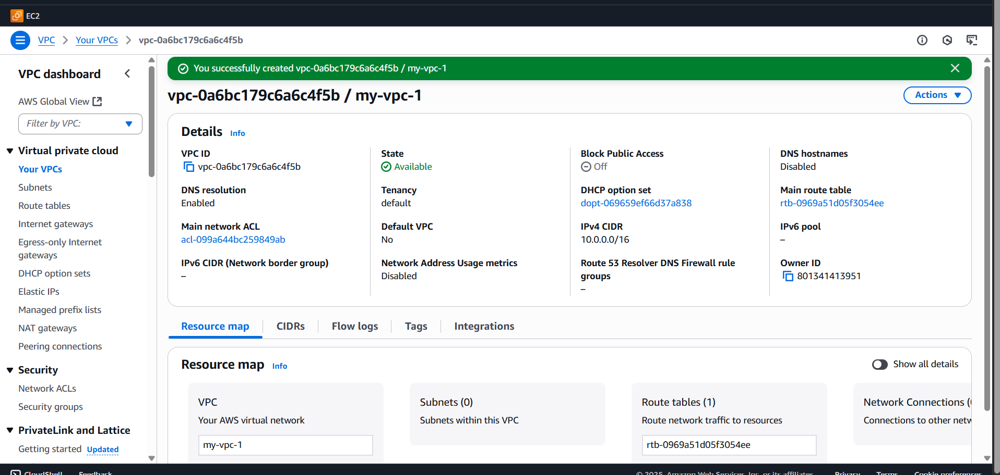 EC2
VPC
Your VPCs
vpc-0a6bc179c6a6c4f5b
VPC dashboard
AWS Global View
Filter by VPC:
Virtual private cloud
Your VPCs
Subnets
Route tables
Internet gateways
Egress-only Internet
gateways
DHCP option sets
Elastic IPs
Managed prefix lists
NAT gateways
Peering connections
Security
Network ACLs
Security groups
PrivateLink and Lattice
Getting started Updated
You successfully created vpc-0a6bc179c6a6c4f5b / my-vpc-1
vpc-0a6bc179c6a6c4f5b / my-vpc-1
Actions
Details Info
VPC ID
vpc-0a6bc179c6a6c4f5b
State
Available
Block Public Access
Off
DNS hostnames
Disabled
DNS resolution
Enabled
Tenancy
default
DHCP option set
dopt-069659ef66d37a838
Main route table
rtb-0969a51d05f3054ee
Main network ACL
acl-099a644bc259849ab
Default VPC
No
IPv4 CIDR
10.0.0.0/16
IPv6 pool
–
IPv6 CIDR (Network border group)
–
Network Address Usage metrics
Disabled
Route 53 Resolver DNS Firewall rule
groups
–
Owner ID
801341413951
Resource map
CIDRs
Flow logs
Tags
Integrations
Resource map Info
Show all details
VPC
Your AWS virtual network
my-vpc-1
Subnets (0)
Subnets within this VPC
Route tables (1)
Route network traffic to resources
rtb-0969a51d05f3054ee
Network Connections
Connections to other
CloudShell
Feedback
© 2025, Amazon Web Services, Inc. or its affiliates.
Privacy
Terms
Cookie preferences